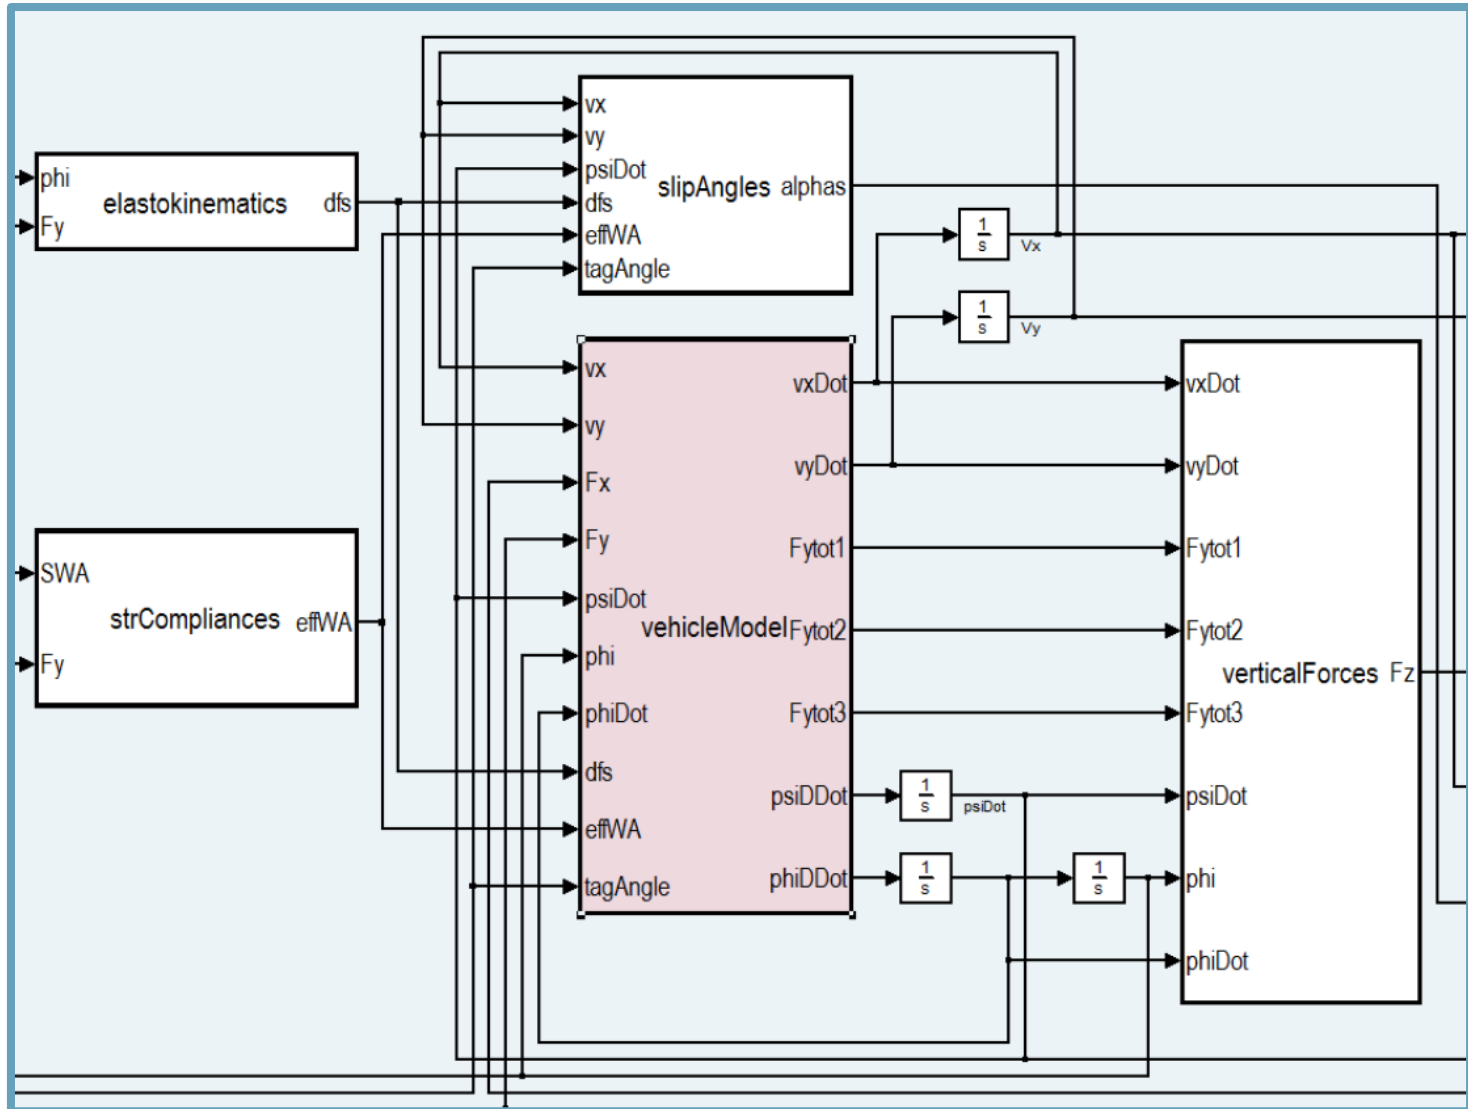 phi
Fy
elastokinematics
dfs
SWA
Fy
strCompliances
effWA
vx
vy
psiDot
dfs
effWA
tagAngle
slipAngles
alphas
1
s
Vx
1
s
Vy
vx
vy
Fx
Fy
psiDot
phi
phiDot
dfs
effWA
tagAngle
vehicleModel
vxDot
vyDot
Fytot1
Fytot2
Fytot3
psiDDot
phiDDot
1
s
psiDot
1
s
1
s
vxDot
vyDot
Fytot1
Fytot2
Fytot3
psiDot
phi
phiDot
verticalForces
Fz